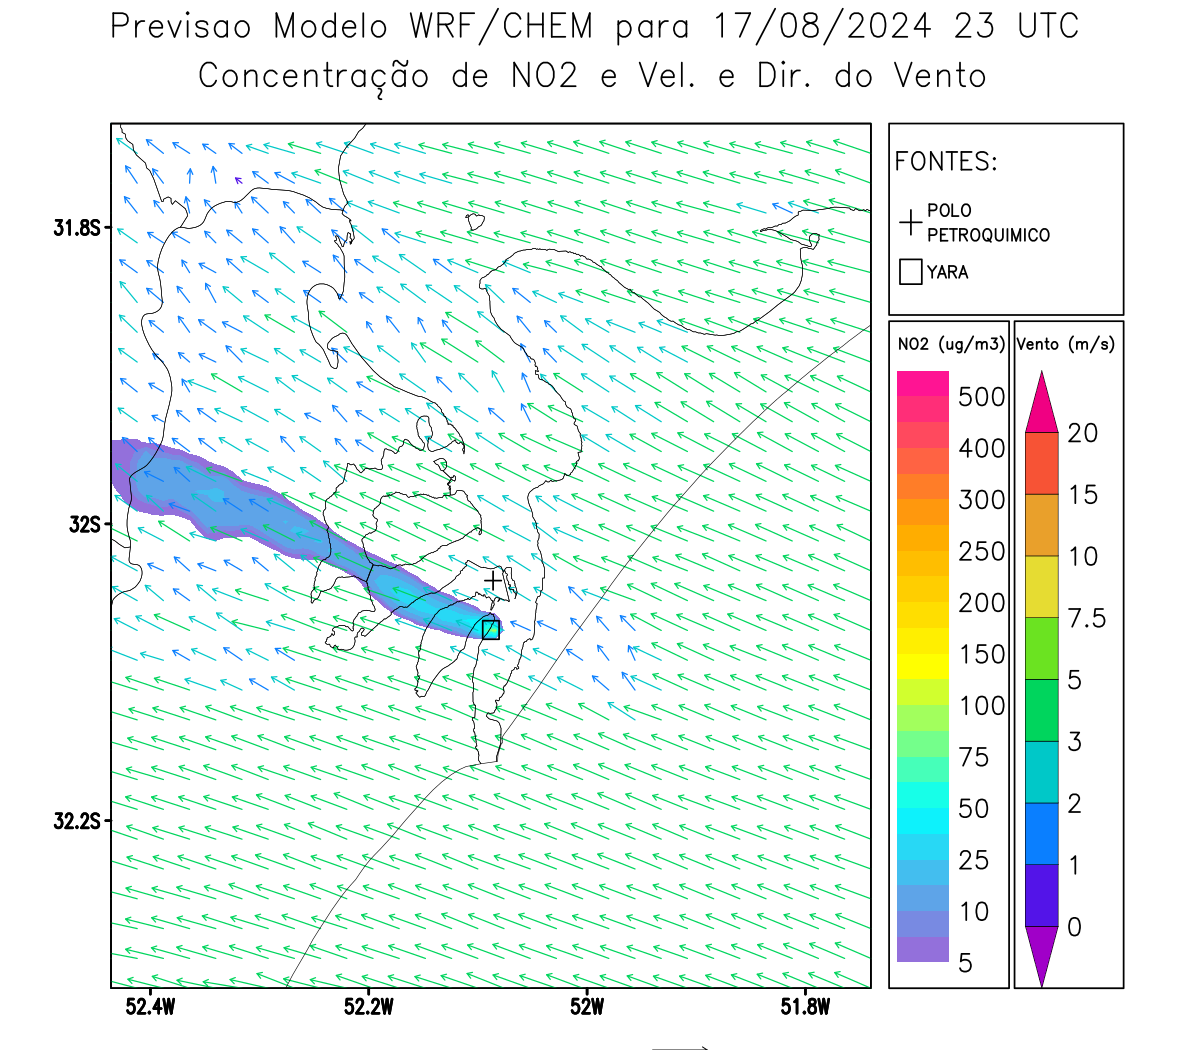 Previsao Modelo WRF/CHEM para 17/08/2024 23 UTC
Concentração de NO2 e Vel. e Dir. do Vento
FONTES:
POLO
PETROQUIMICO
YARA
NO2 (ug/m3)
500
400
300
250
200
150
100
75
50
25
10
5
Vento (m/s)
20
15
10
7.5
5
3
2
1
0
31.8S
32S
32.2S
52.4W
52.2W
52W
51.8W